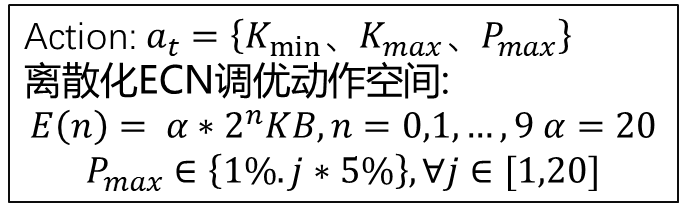 Action: a_t = {K_min、K_max、P_max}
离散化ECN调优动作空间:
E(n) = α * 2^n KB, n = 0,1, … , 9 α = 20
P_max ∈ {1%. j * 5%}, ∀j ∈ [1,20]